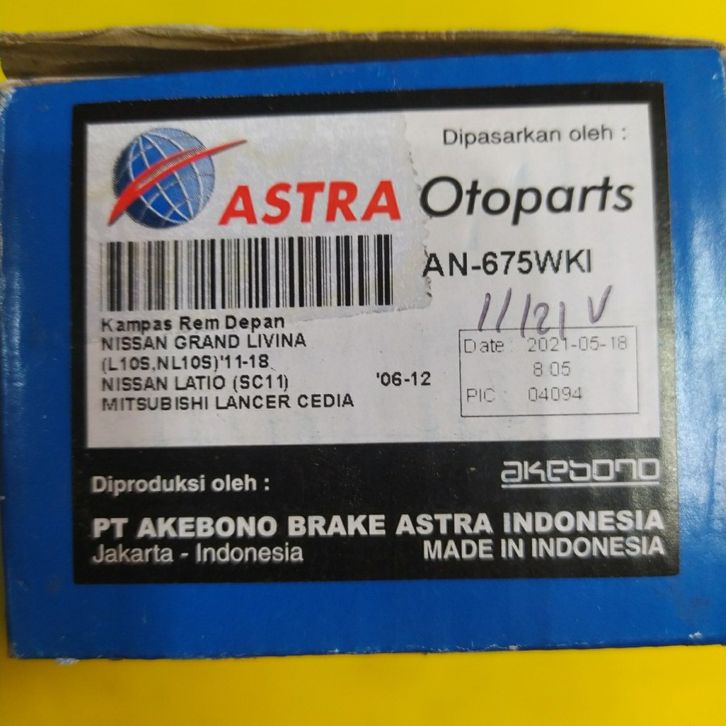 Dipasarkan oleh :
ASTRA Otoparts
AN-675WKI
11/21 V
Kampas Rem Depan
NISSAN GRAND LIVINA
(L10S,NL10S)'11-18
NISSAN LATIO (SC11) '06-12
MITSUBISHI LANCER CEDIA
Date : 2021-05-18
8 05
PIC : 04094
Diproduksi oleh :
akebono
PT AKEBONO BRAKE ASTRA INDONESIA
Jakarta - Indonesia
MADE IN INDONESIA